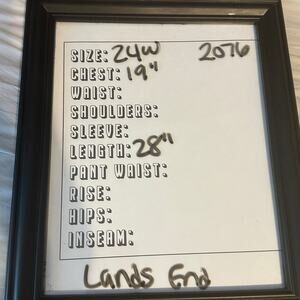 SIZE: 24W 2076
CHEST: 19"
WAIST:
SHOULDERS:
SLEEVE:
LENGTH: 28"
PANT WAIST:
RISE:
HIPS:
INSEAM:
Lands End